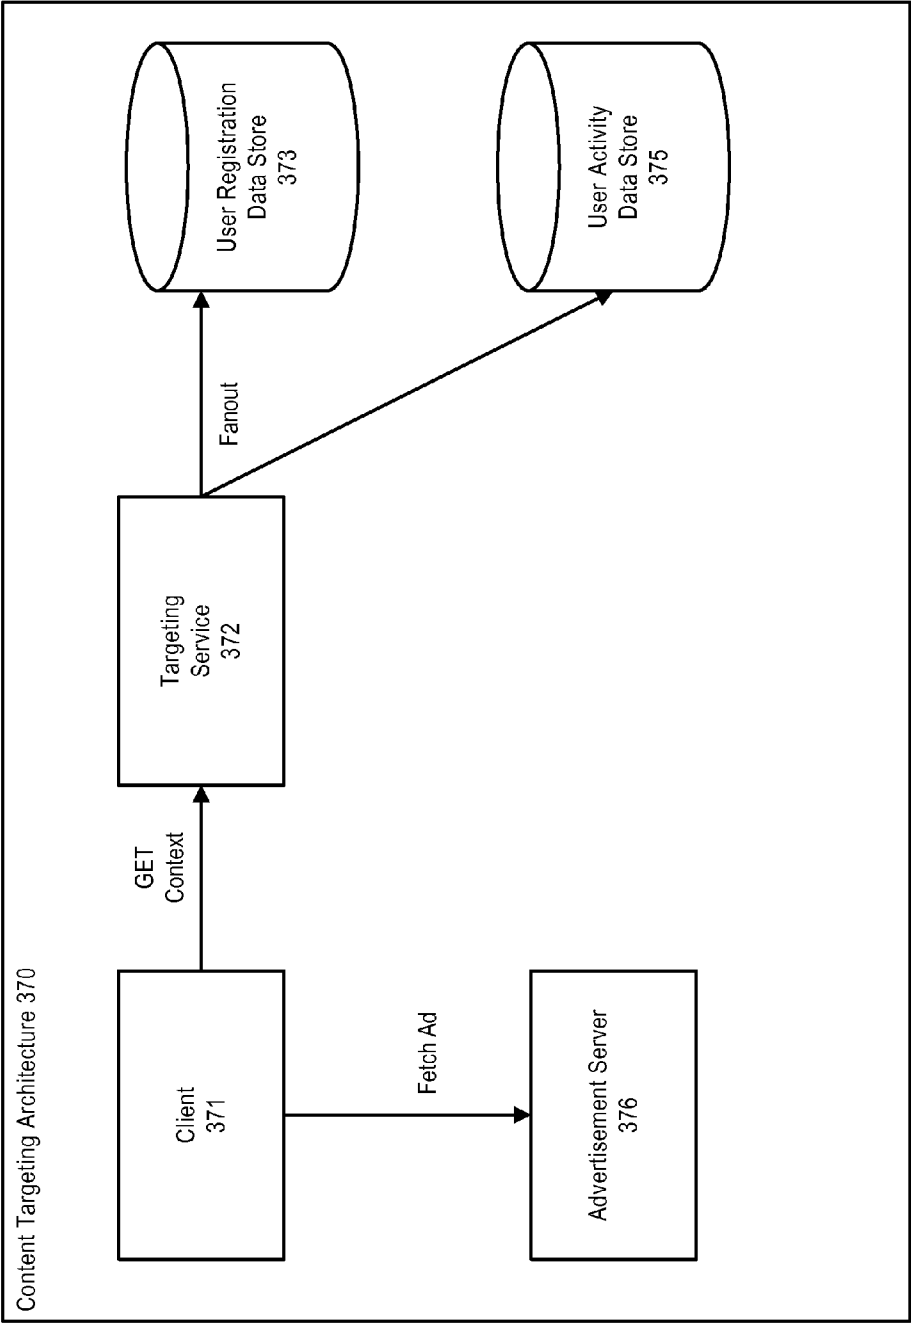 Content Targeting Architecture 370
Client
371
GET
Context
Targeting
Service
372
Fanout
User Registration
Data Store
373
Fetch Ad
Advertisement Server
376
User Activity
Data Store
375